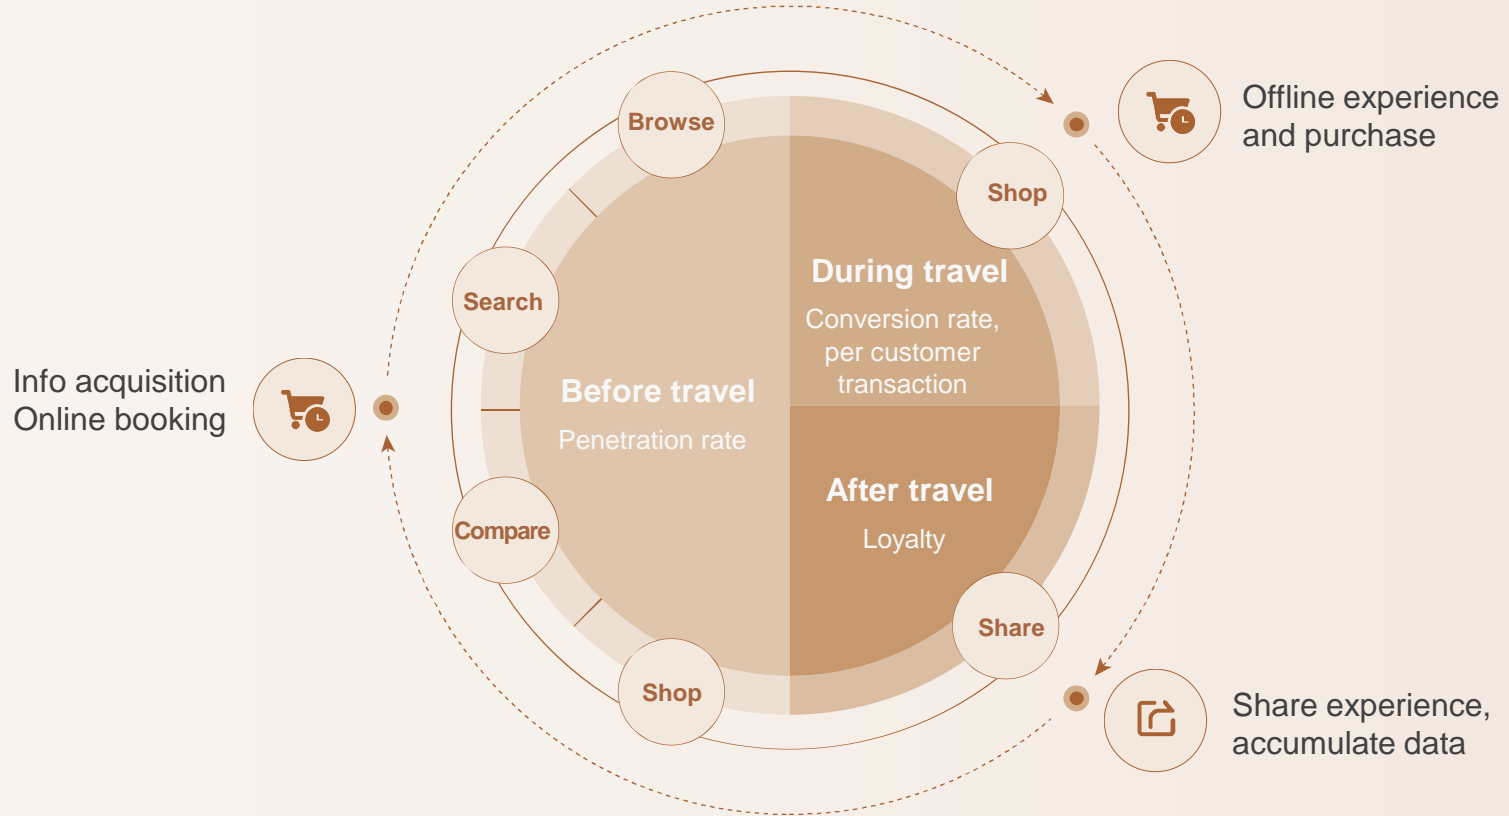 Offline experience
and purchase
Browse
Shop
During travel
Conversion rate,
per customer
transaction
Search
Info acquisition
Online booking
Before travel
Penetration rate
After travel
Loyalty
Compare
Share
Shop
Share experience,
accumulate data